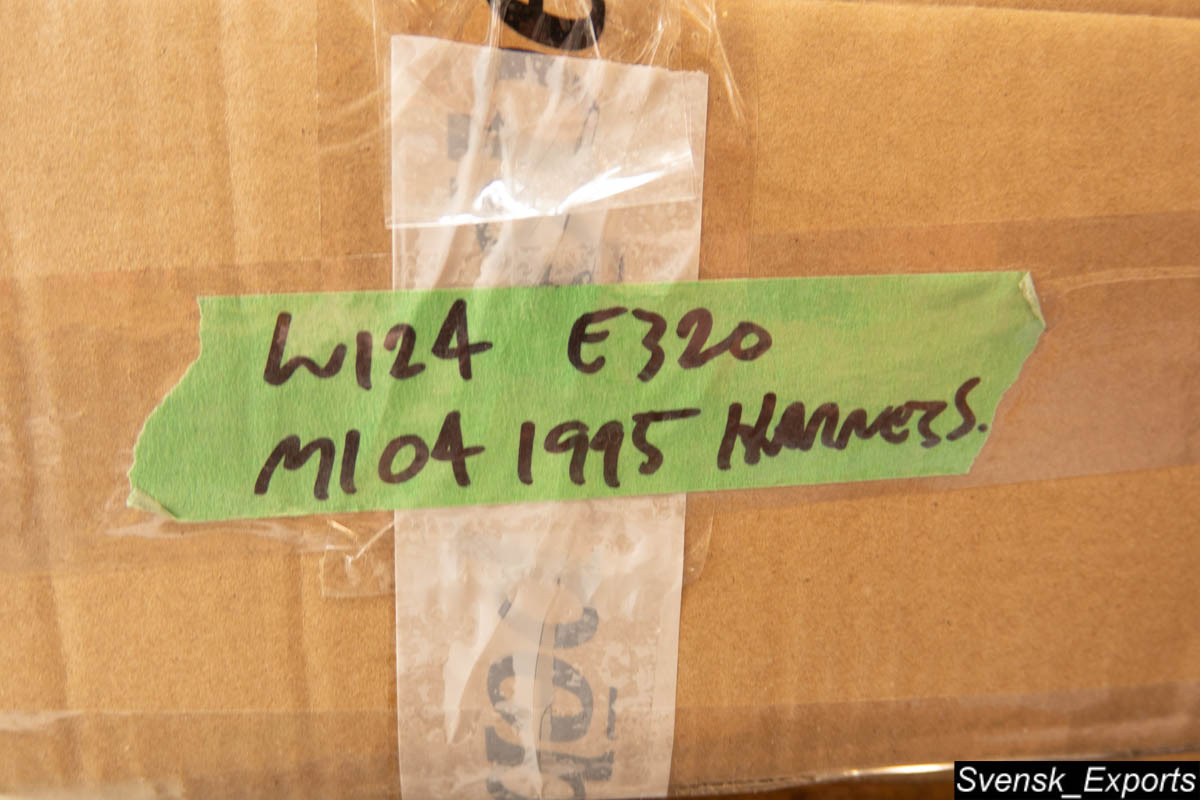 W124 E320
M104 1995 HARNESS.
Svensk_Exports